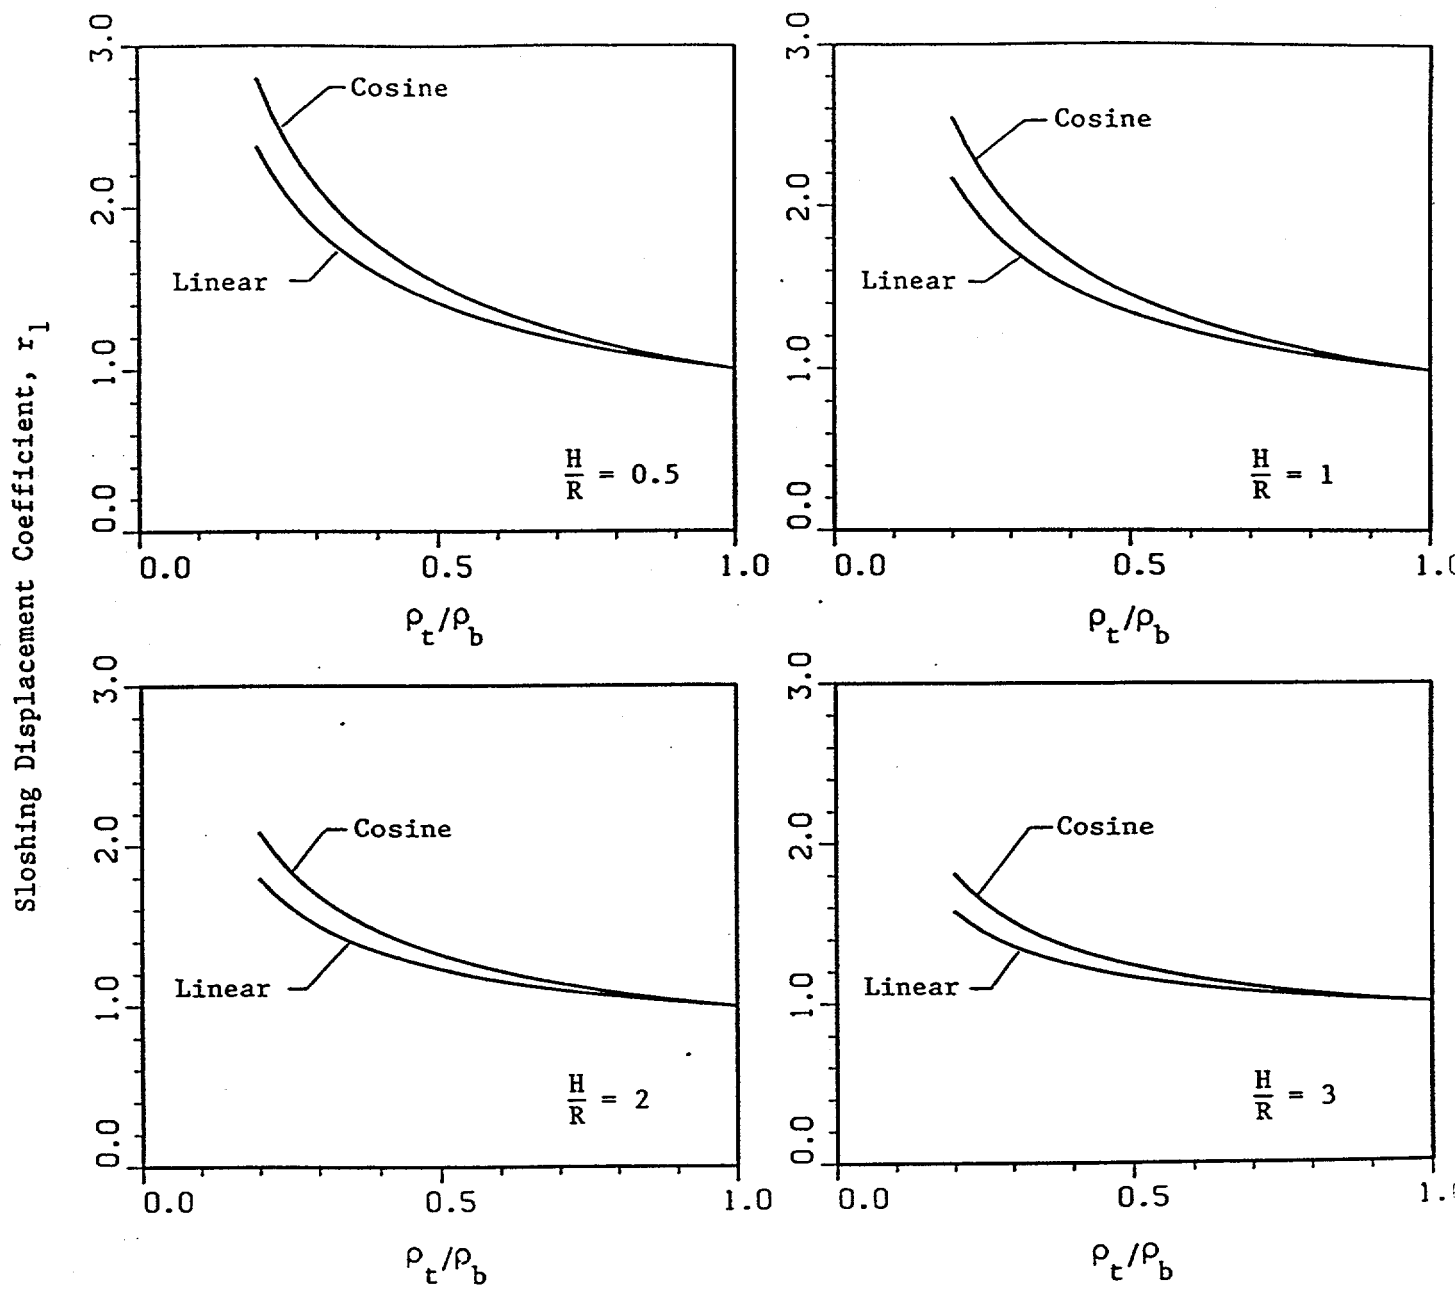 Sloshing Displacement Coefficient, r₁
3.0
2.0
1.0
0.0
Cosine
Linear
H/R = 0.5
0.0 0.5 1.0
ρt/ρb
3.0
2.0
1.0
0.0
Cosine
Linear
H/R = 1
0.0 0.5
ρt/ρb
3.0
2.0
1.0
0.0
Cosine
Linear
H/R = 2
0.0 0.5 1.0
ρt/ρb
3.0
2.0
1.0
0.0
Cosine
Linear
H/R = 3
0.0 0.5
ρt/ρb